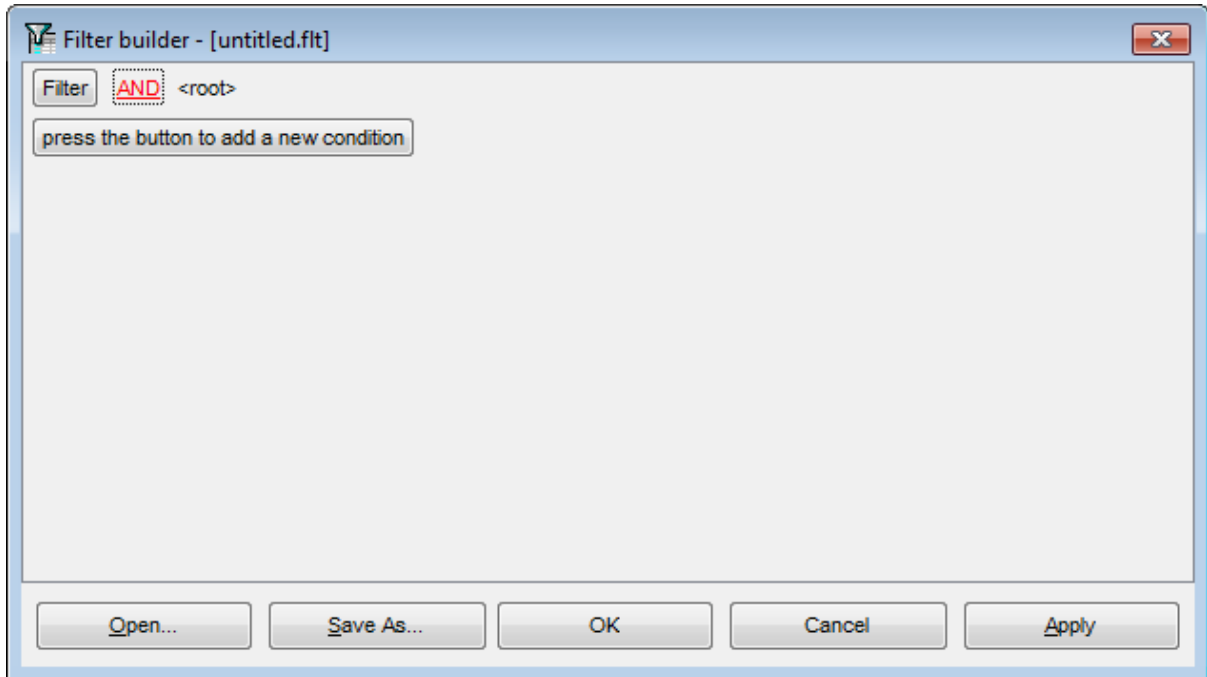 Filter builder - [untitled.flt]
Filter AND <root>
press the button to add a new condition
Open... Save As... OK Cancel Apply